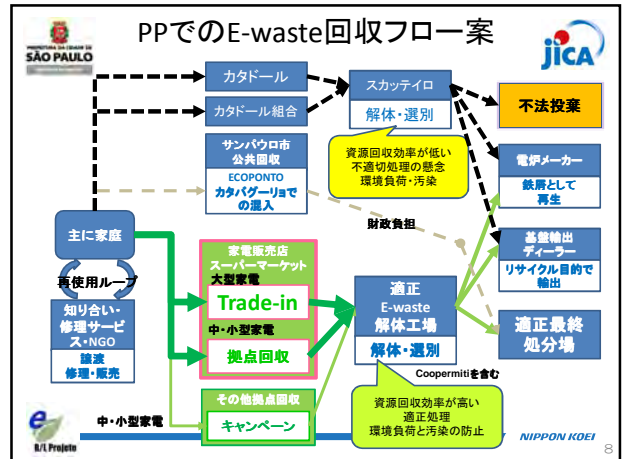 PPでのE-waste回収フロー案
PREFEITURA DA CIDADE DE
SÃO PAULO
jica
カタドール
カタドール組合
スカッテイロ
解体・選別
不法投棄
資源回収効率が低い
不適切処理の懸念
環境負荷・汚染
サンパウロ市
公共回収
ECOPONTO
カタバグーリョで
の混入
電炉メーカー
鉄屑として
再生
財政負担
主に家庭
再使用ループ
知り合い・
修理サービ
ス・NGO
譲渡
修理・販売
家電販売店
スーパーマーケット
大型家電
Trade-in
中・小型家電
拠点回収
適正
E-waste
解体工場
解体・選別
Coopermitiを含む
基盤輸出
ディーラー
リサイクル目的で
輸出
適正最終
処分場
資源回収効率が高い
適正処理
環境負荷と汚染の防止
その他拠点回収
キャンペーン
中・小型家電
R/L Projeto
NIPPON KOEI
8